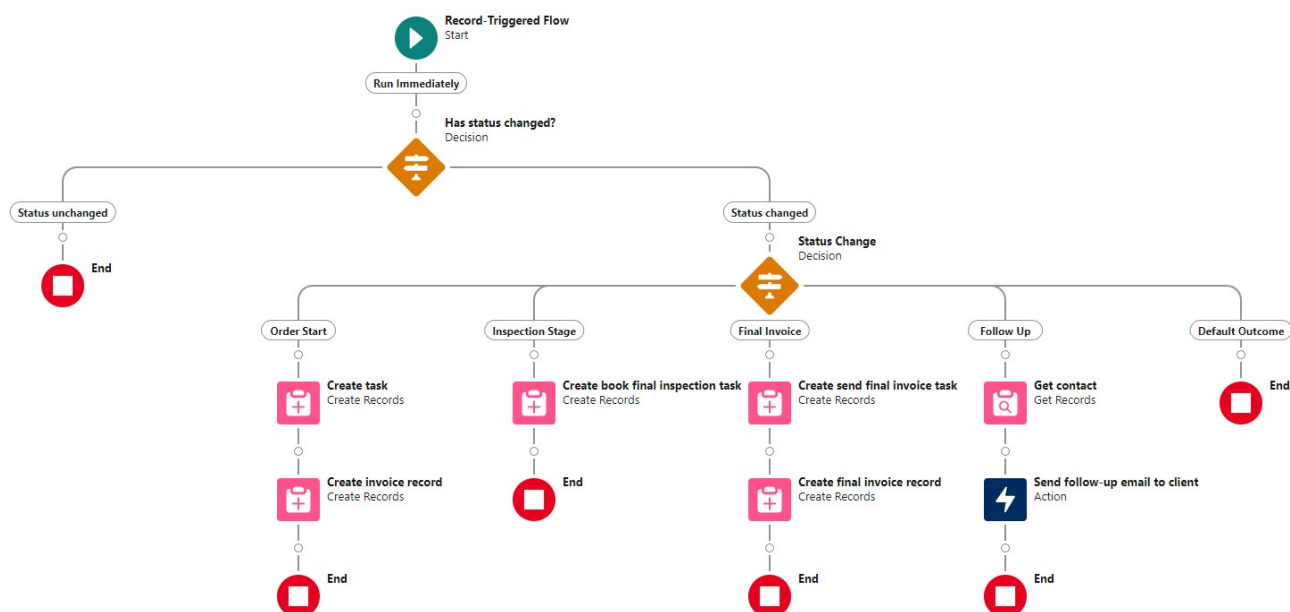 Record-Triggered Flow
Start
Run Immediately
Has status changed?
Decision
Status unchanged
Status changed
End
Status Change
Decision
Order Start
Inspection Stage
Final Invoice
Follow Up
Default Outcome
Create task
Create Records
Create book final inspection task
Create Records
Create send final invoice task
Create Records
Get contact
Get Records
End
Create invoice record
Create Records
End
Create final invoice record
Create Records
Send follow-up email to client
Action
End
End
End